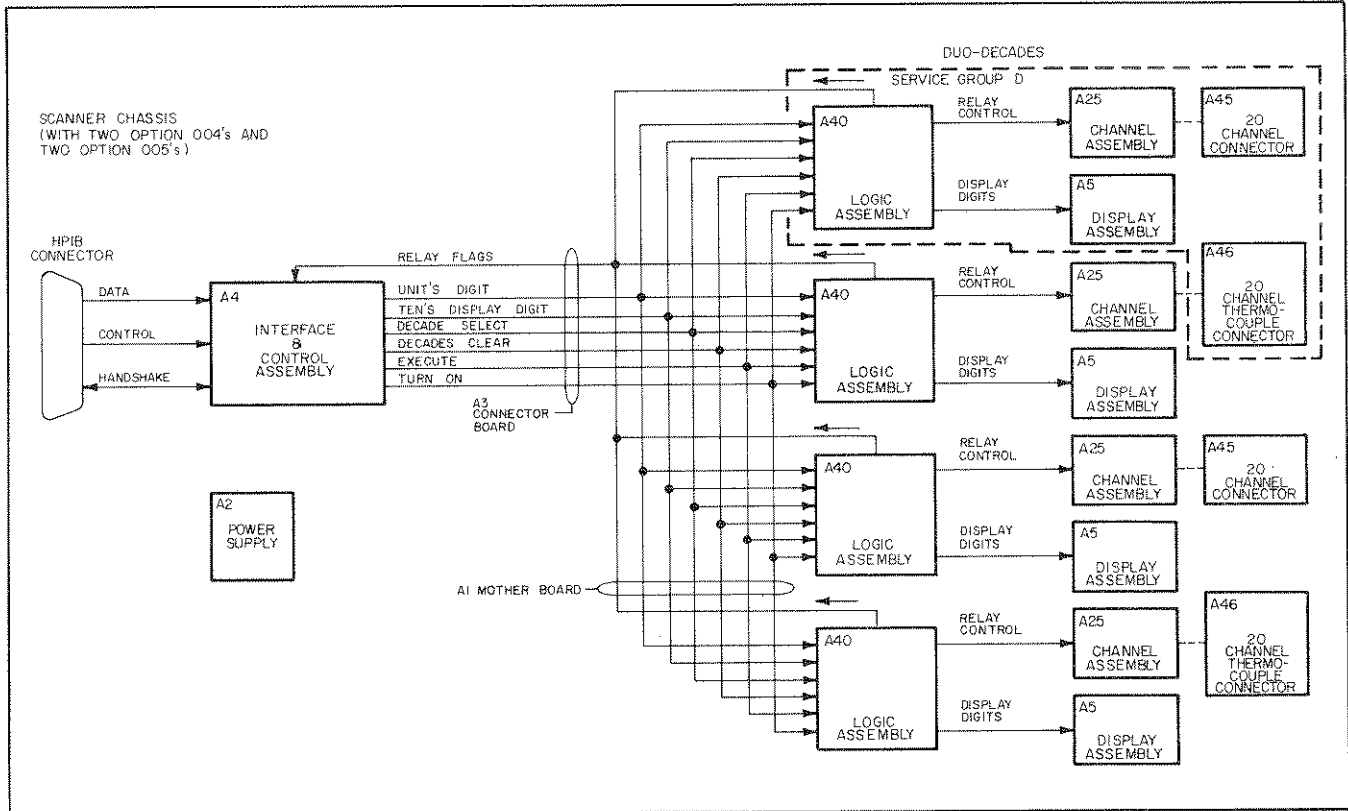 DUO-DECADES
SERVICE GROUP D
SCANNER CHASSIS
(WITH TWO OPTION 004's AND
TWO OPTION 005's)
HPIB
CONNECTOR
DATA
CONTROL
HANDSHAKE
A4
INTERFACE
&
CONTROL
ASSEMBLY
RELAY FLAGS
UNIT'S DIGIT
TEN'S DISPLAY DIGIT
DECADE SELECT
DECADES CLEAR
EXECUTE
TURN ON
A3
CONNECTOR
BOARD
A2
POWER
SUPPLY
A1 MOTHER BOARD
A40
LOGIC
ASSEMBLY
RELAY
CONTROL
DISPLAY
DIGITS
A25
CHANNEL
ASSEMBLY
A45
20
CHANNEL
CONNECTOR
A5
DISPLAY
ASSEMBLY
A40
LOGIC
ASSEMBLY
RELAY
CONTROL
DISPLAY
DIGITS
A25
CHANNEL
ASSEMBLY
A46
20
CHANNEL
THERMO-
COUPLE
CONNECTOR
A5
DISPLAY
ASSEMBLY
A40
LOGIC
ASSEMBLY
RELAY
CONTROL
DISPLAY
DIGITS
A25
CHANNEL
ASSEMBLY
A45
20
CHANNEL
CONNECTOR
A5
DISPLAY
ASSEMBLY
A40
LOGIC
ASSEMBLY
RELAY
CONTROL
DISPLAY
DIGITS
A25
CHANNEL
ASSEMBLY
A46
20
CHANNEL
THERMO-
COUPLE
CONNECTOR
A5
DISPLAY
ASSEMBLY